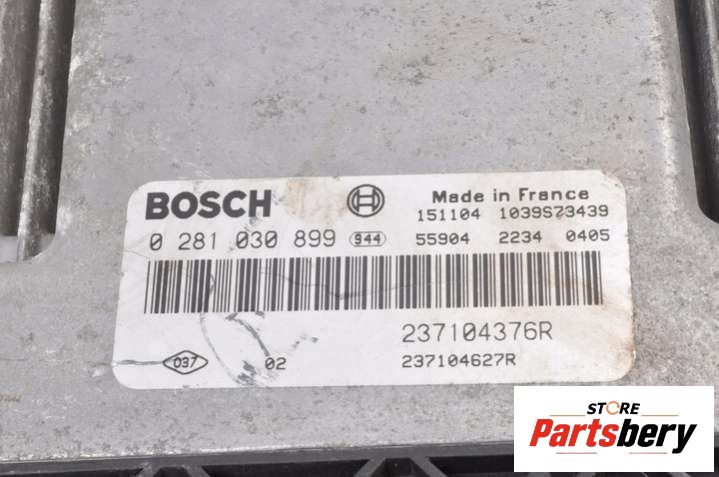 BOSCH Made in France
151104 1039S73439
0 281 030 899 944 55904 2234 0405
237104376R
037 02 237104627R
STORE
Partsbery